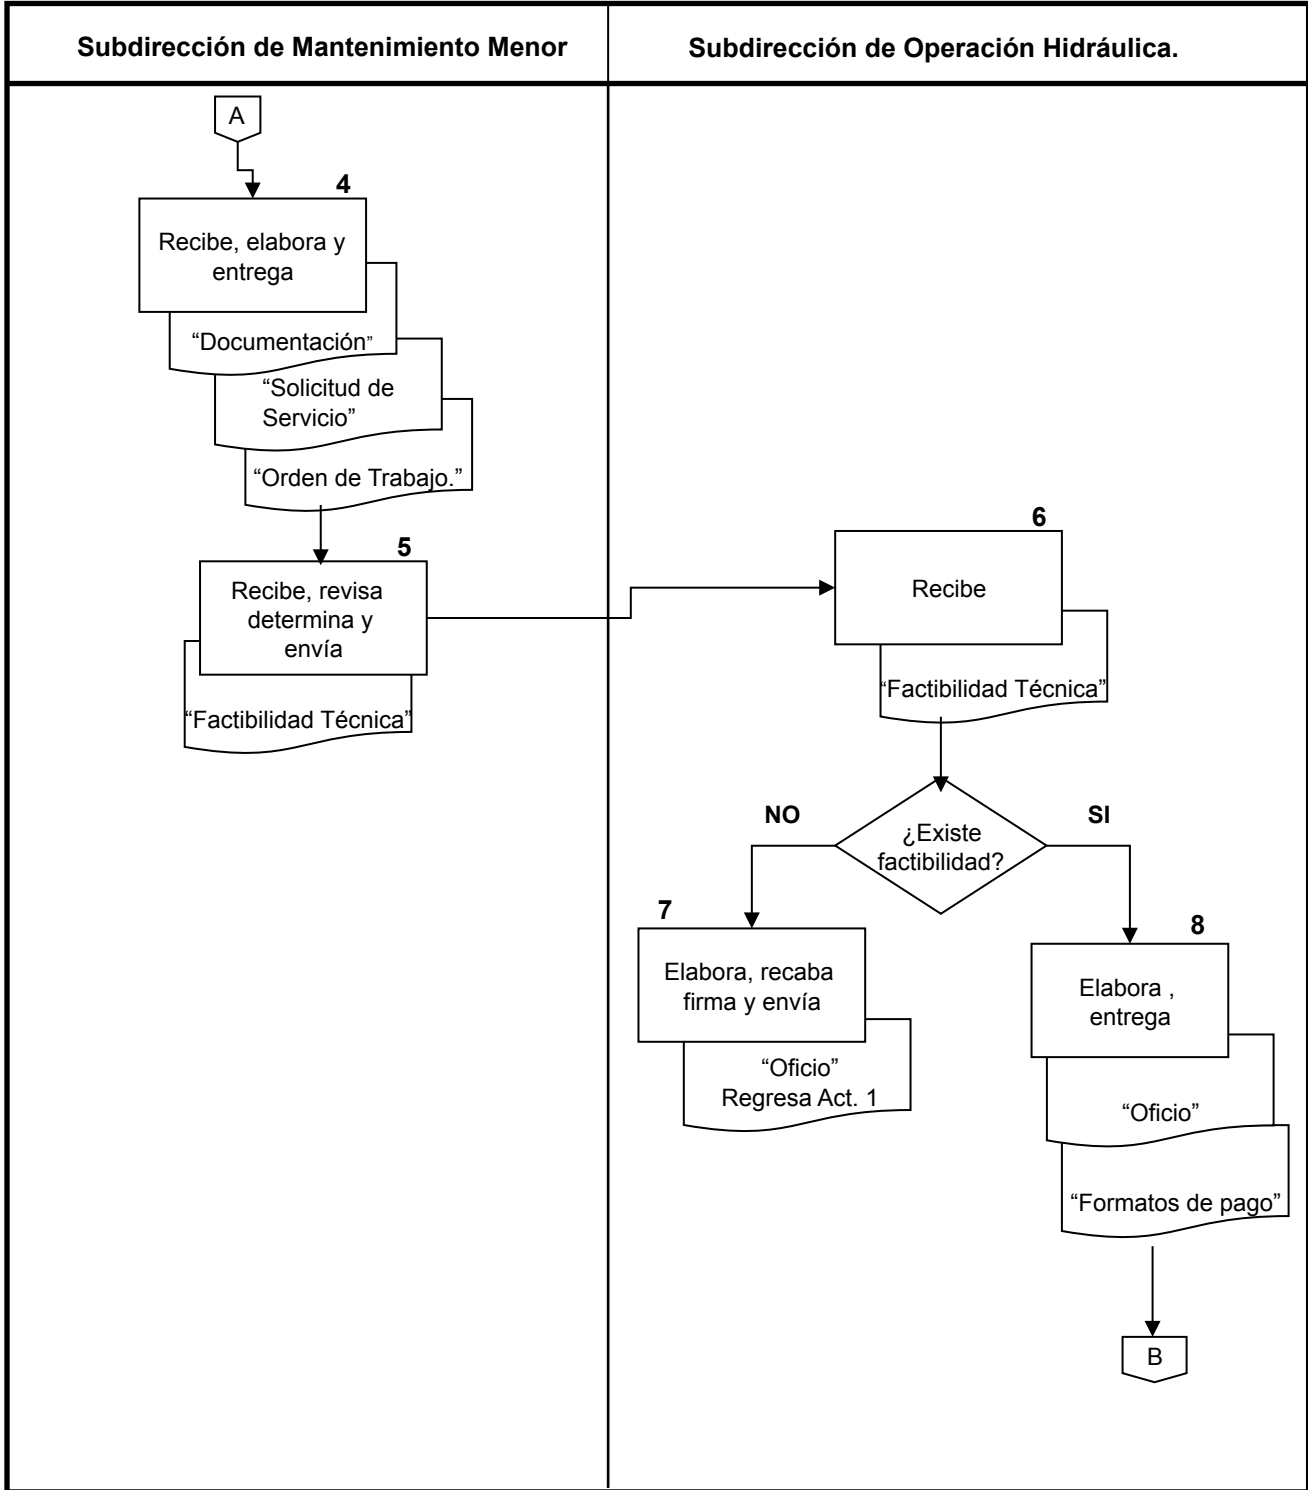 Subdirección de Mantenimiento Menor
Subdirección de Operación Hidráulica.
A
4
Recibe, elabora y
entrega
“Documentación”
“Solicitud de
Servicio”
“Orden de Trabajo.”
5
Recibe, revisa
determina y
envía
“Factibilidad Técnica”
6
Recibe
“Factibilidad Técnica”
¿Existe
factibilidad?
NO
SI
7
Elabora, recaba
firma y envía
“Oficio”
Regresa Act. 1
8
Elabora ,
entrega
“Oficio”
“Formatos de pago”
B